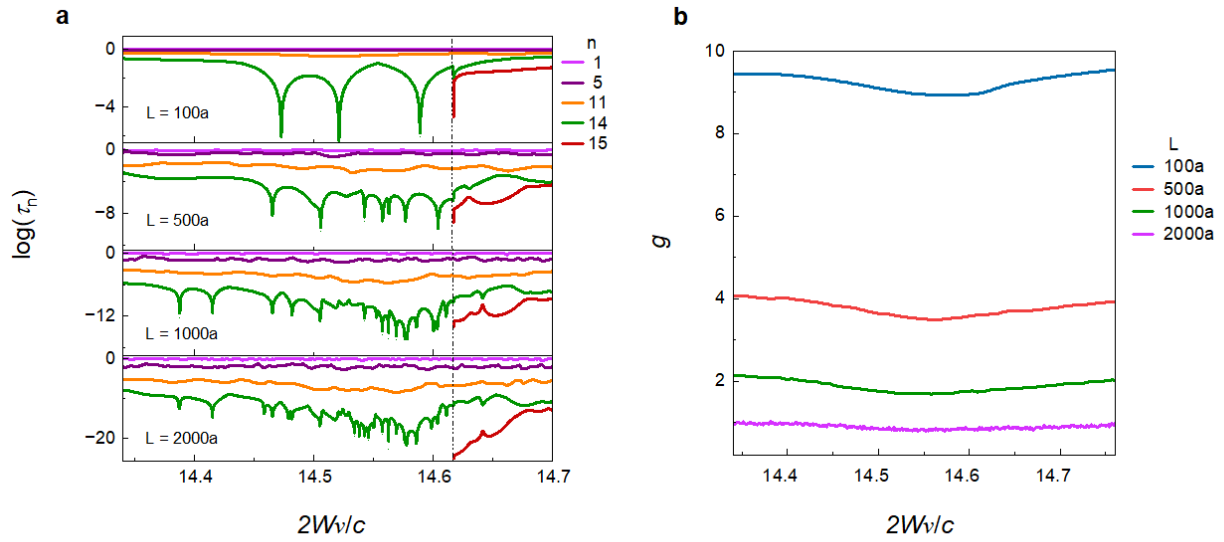 a
log(τn)
0
−4
L = 100a
0
−8
L = 500a
0
−12
L = 1000a
0
−20
L = 2000a
14.4 14.5 14.6 14.7
2Wν/c
n
1
5
11
14
15
b
g
10
8
6
4
2
14.4 14.5 14.6 14.7
2Wν/c
L
100a
500a
1000a
2000a